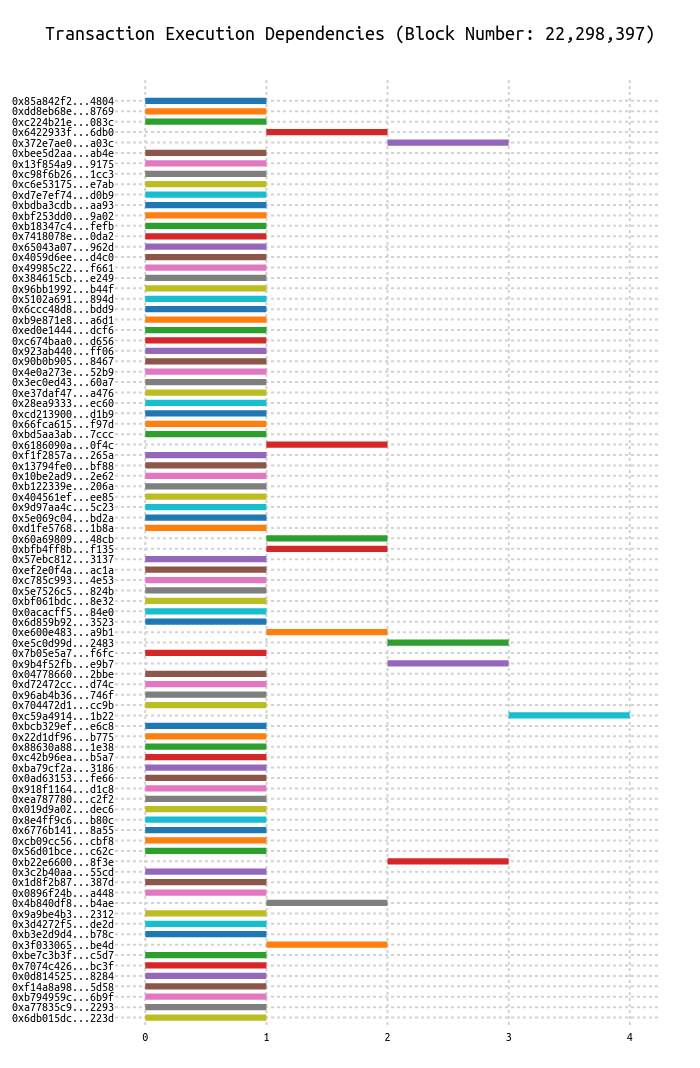 Transaction Execution Dependencies (Block Number: 22,298,397)
0x85a842f2...4804
0xdd8eb68e...8769
0xc224b21e...083c
0x6422933f...6db0
0x372e7ae0...a03c
0xbee5d2aa...ab4e
0x13f854a9...9175
0xc98f6b26...1cc3
0xc6e53175...e7ab
0xd7e7ef74...d0b9
0xbdba3cdb...aa93
0xbf253dd0...9a02
0xb18347c4...fefb
0x7418078e...0da2
0x65043a07...962d
0x4059d6ee...d4c0
0x49985c22...f661
0x384615cb...e249
0x96bb1992...b44f
0x5102a691...894d
0x6ccc48d8...bdd9
0xb9e871e8...a6d1
0xed0e1444...dcf6
0xc674baa0...d656
0x923ab440...ff06
0x90b0b905...8467
0x4e0a273e...52b9
0x3ec0ed43...60a7
0xe37daf47...a476
0x28ea9333...ec60
0xcd213900...d1b9
0x66fca615...f97d
0xbd5aa3ab...7ccc
0x6186090a...0f4c
0xf1f2857a...265a
0x13794fe0...bf88
0x10be2ad9...2e62
0xb122339e...206a
0x404561ef...ee85
0x9d97aa4c...5c23
0x5e069c04...bd2a
0xd1fe5768...1b8a
0x60a69809...48cb
0xbfb4ff8b...f135
0x57ebc812...3137
0xef2e0f4a...ac1a
0xc785c993...4e53
0x5e7526c5...824b
0xbf061bdc...8e32
0x0acacff5...84e0
0x6d859b92...3523
0xe600e483...a9b1
0xe5c0d99d...2483
0x7b05e5a7...f6fc
0x9b4f52fb...e9b7
0x04778660...2bbe
0xd72472cc...d74c
0x96ab4b36...746f
0x704472d1...cc9b
0xc59a4914...1b22
0xbcb329ef...e6c8
0x22d1df96...b775
0x88630a88...1e38
0xc42b96ea...b5a7
0xba79cf2a...3186
0x0ad63153...fe66
0x918f1164...d1c8
0xea787780...c2f2
0x019d9a02...dec6
0x8e4ff9c6...b80c
0x6776b141...8a55
0xcb09cc56...cbf8
0x56d01bce...c62c
0xb22e6600...8f3e
0x3c2b40aa...55cd
0x1d8f2b87...387d
0x0896f24b...a448
0x4b840df8...b4ae
0x9a9be4b3...2312
0x3d4272f5...de2d
0xb3e2d9d4...b78c
0x3f033065...be4d
0xbe7c3b3f...c5d7
0x7074c426...bc3f
0x0d814525...8284
0xf14a8a98...5d58
0xb794959c...6b9f
0xa77835c9...2293
0x6db015dc...223d
0 1 2 3 4